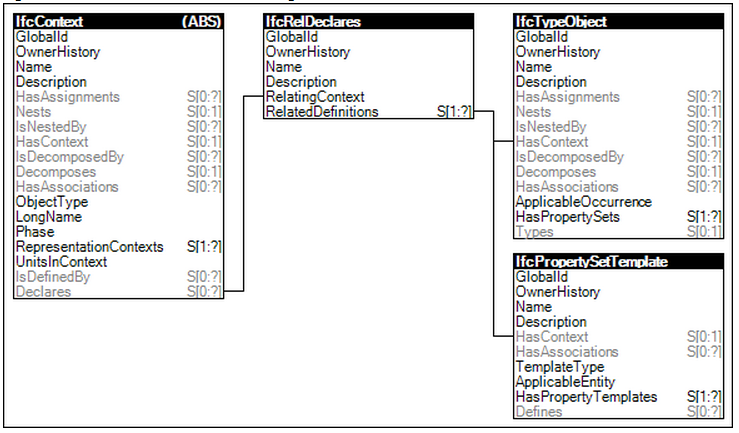 IfcContext (ABS)
GlobalId
OwnerHistory
Name
Description
HasAssignments S[0:?]
Nests S[0:1]
IsNestedBy S[0:?]
HasContext S[0:1]
IsDecomposedBy S[0:?]
Decomposes S[0:1]
HasAssociations S[0:?]
ObjectType
LongName
Phase
RepresentationContexts S[1:?]
UnitsInContext
IsDefinedBy S[0:?]
Declares S[0:?]
IfcRelDeclares
GlobalId
OwnerHistory
Name
Description
RelatingContext
RelatedDefinitions S[1:?]
IfcTypeObject
GlobalId
OwnerHistory
Name
Description
HasAssignments S[0:?]
Nests S[0:1]
IsNestedBy S[0:?]
HasContext S[0:1]
IsDecomposedBy S[0:?]
Decomposes S[0:1]
HasAssociations S[0:?]
ApplicableOccurrence
HasPropertySets S[1:?]
Types S[0:1]
IfcPropertySetTemplate
GlobalId
OwnerHistory
Name
Description
HasContext S[0:1]
HasAssociations S[0:?]
TemplateType
ApplicableEntity
HasPropertyTemplates S[1:?]
Defines S[0:?]